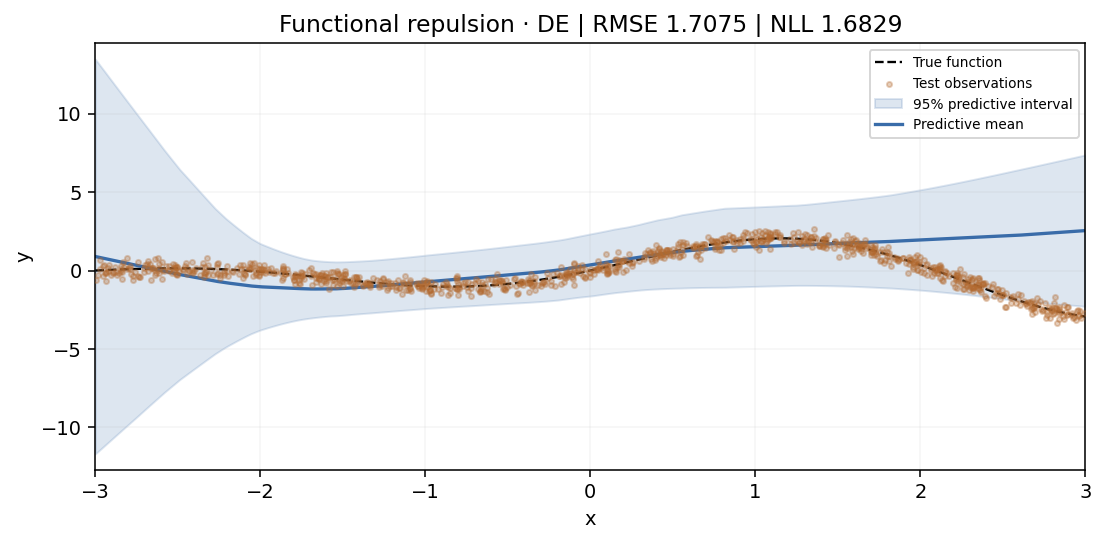 Functional repulsion · DE | RMSE 1.7075 | NLL 1.6829
True function
Test observations
95% predictive interval
Predictive mean
y
10
5
0
−5
−10
−3
−2
−1
0
1
2
3
x